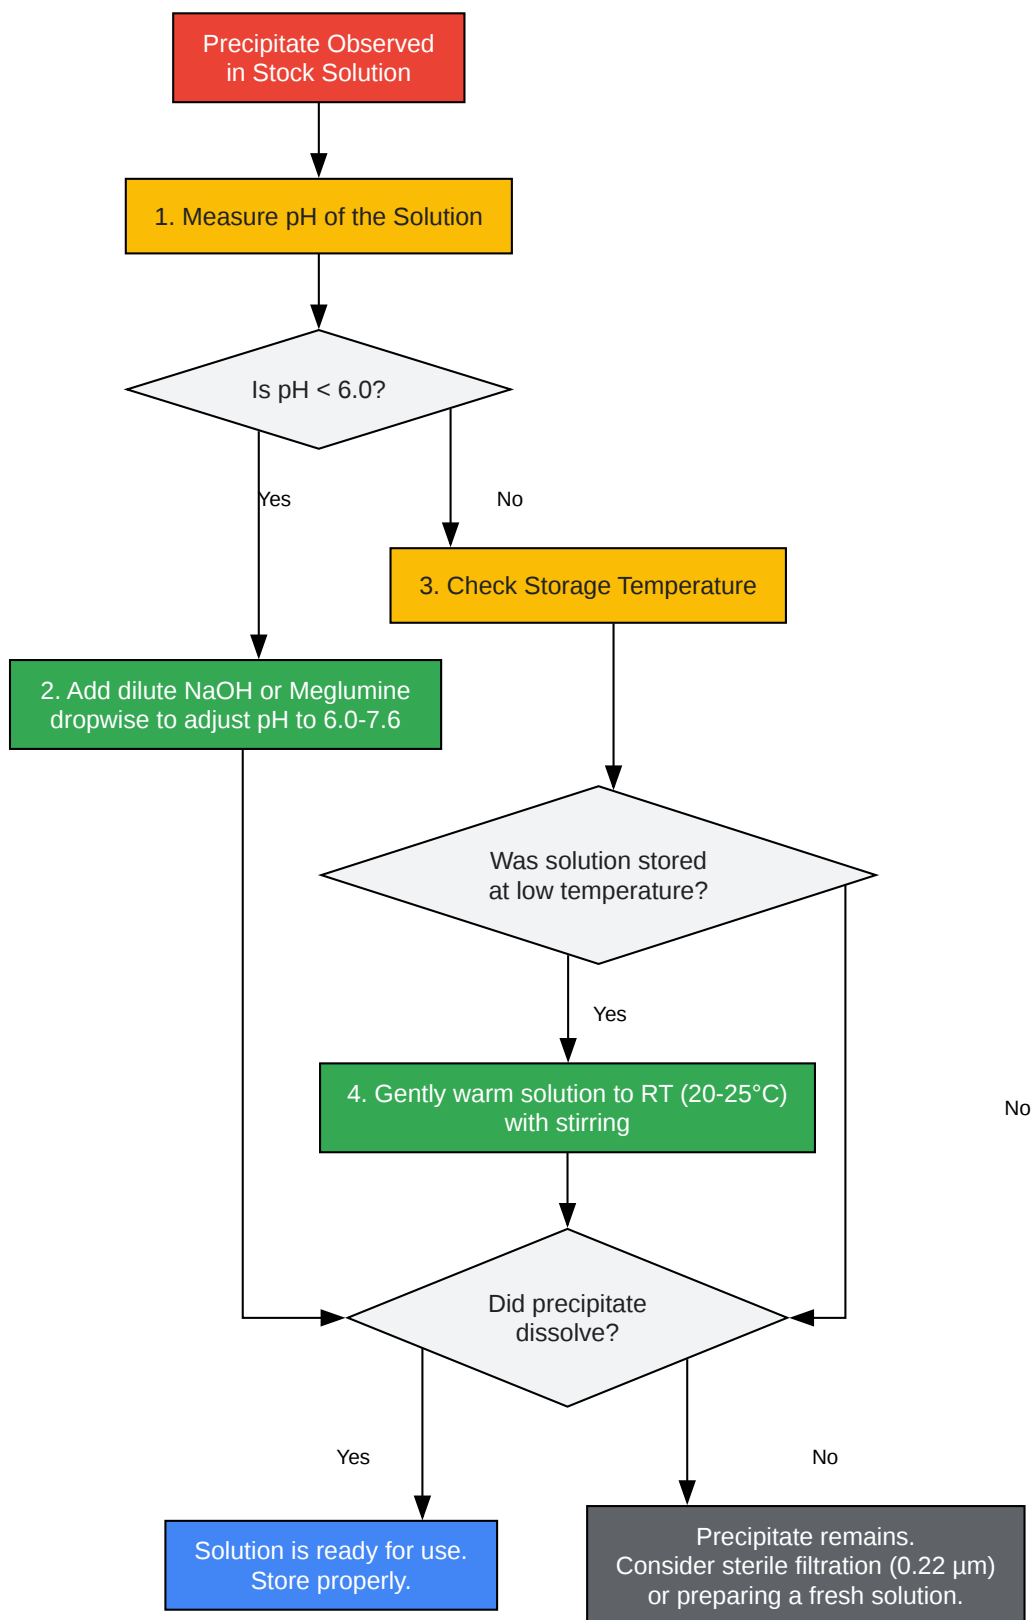 Precipitate Observed
in Stock Solution
1. Measure pH of the Solution
Is pH < 6.0?
Yes
No
3. Check Storage Temperature
2. Add dilute NaOH or Meglumine
dropwise to adjust pH to 6.0-7.6
Was solution stored
at low temperature?
Yes
4. Gently warm solution to RT (20-25°C)
with stirring
No
Did precipitate
dissolve?
Yes
No
Solution is ready for use.
Store properly.
Precipitate remains.
Consider sterile filtration (0.22 µm)
or preparing a fresh solution.